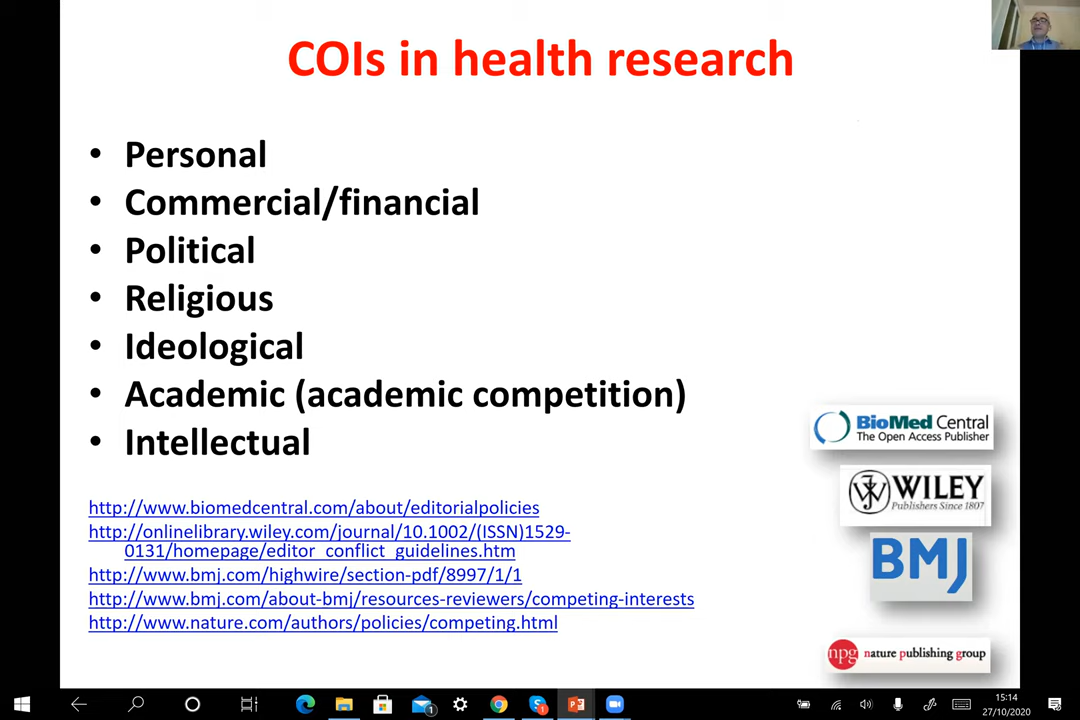 COIs in health research
• Personal
• Commercial/financial
• Political
• Religious
• Ideological
• Academic (academic competition)
• Intellectual
http://www.biomedcentral.com/about/editorialpolicies
http://onlinelibrary.wiley.com/journal/10.1002/(ISSN)1529-
0131/homepage/editor_conflict_guidelines.htm
http://www.bmj.com/highwire/section-pdf/8997/1/1
http://www.bmj.com/about-bmj/resources-reviewers/competing-interests
http://www.nature.com/authors/policies/competing.html
BioMed Central
The Open Access Publisher
WILEY
Publishers Since 1807
BMJ
npg nature publishing group
15:14
27/10/2020